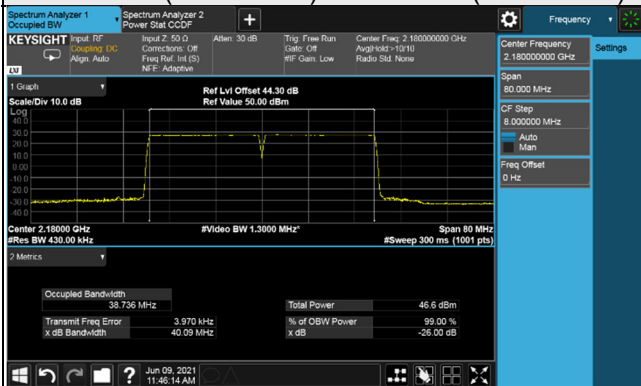 Spectrum Analyzer 1
Occupied BW
Spectrum Analyzer 2
Power Stat CCDF
+
Frequency
KEYSIGHT
Input: RF
Coupling: DC
Align: Auto
Input Z: 50 Ω
Corrections: Off
Freq Ref: Int (S)
NFE: Adaptive
Atten: 30 dB
Trig: Free Run
Gate: Off
#IF Gain: Low
Center Freq: 2.180000000 GHz
Avg|Hold:>10/10
Radio Std: None
LXI
Center Frequency
2.180000000 GHz
Settings
Span
80.000 MHz
CF Step
8.000000 MHz
Auto
Man
Freq Offset
0 Hz
1 Graph
Scale/Div 10.0 dB
Ref Lvl Offset 44.30 dB
Ref Value 50.00 dBm
Log
40.0
30.0
20.0
10.0
0.00
-10.0
-20.0
-30.0
-40.0
Center 2.18000 GHz
#Res BW 430.00 kHz
#Video BW 1.3000 MHz*
Span 80 MHz
#Sweep 300 ms (1001 pts)
2 Metrics
Occupied Bandwidth
38.736 MHz
Total Power 46.6 dBm
Transmit Freq Error 3.970 kHz
% of OBW Power 99.00 %
x dB Bandwidth 40.09 MHz
x dB -26.00 dB
?
Jun 09, 2021
11:46:14 AM